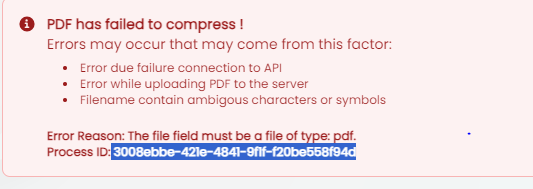 PDF has failed to compress !
Errors may occur that may come from this factor:
Error due failure connection to API
Error while uploading PDF to the server
Filename contain ambigous characters or symbols
Error Reason: The file field must be a file of type: pdf.
Process ID: 3008ebbe-421e-4841-9f1f-f20be558f94d